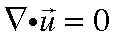 ∇•u⃗ = 0